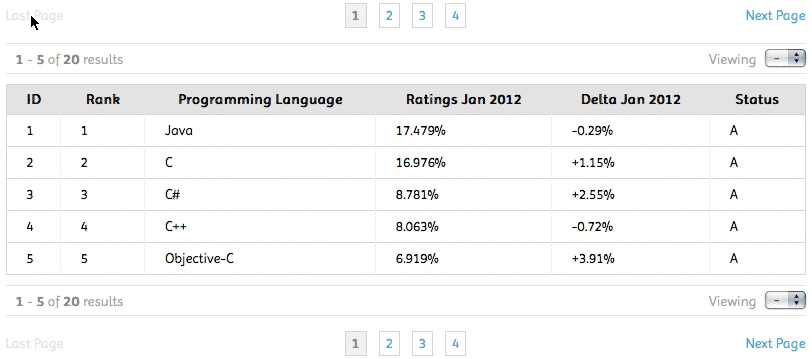 Last Page 1 2 3 4 Next Page
1 - 5 of 20 results Viewing -
ID Rank Programming Language Ratings Jan 2012 Delta Jan 2012 Status
1 1 Java 17.479% -0.29% A
2 2 C 16.976% +1.15% A
3 3 C# 8.781% +2.55% A
4 4 C++ 8.063% -0.72% A
5 5 Objective-C 6.919% +3.91% A
1 - 5 of 20 results Viewing -
Last Page 1 2 3 4 Next Page